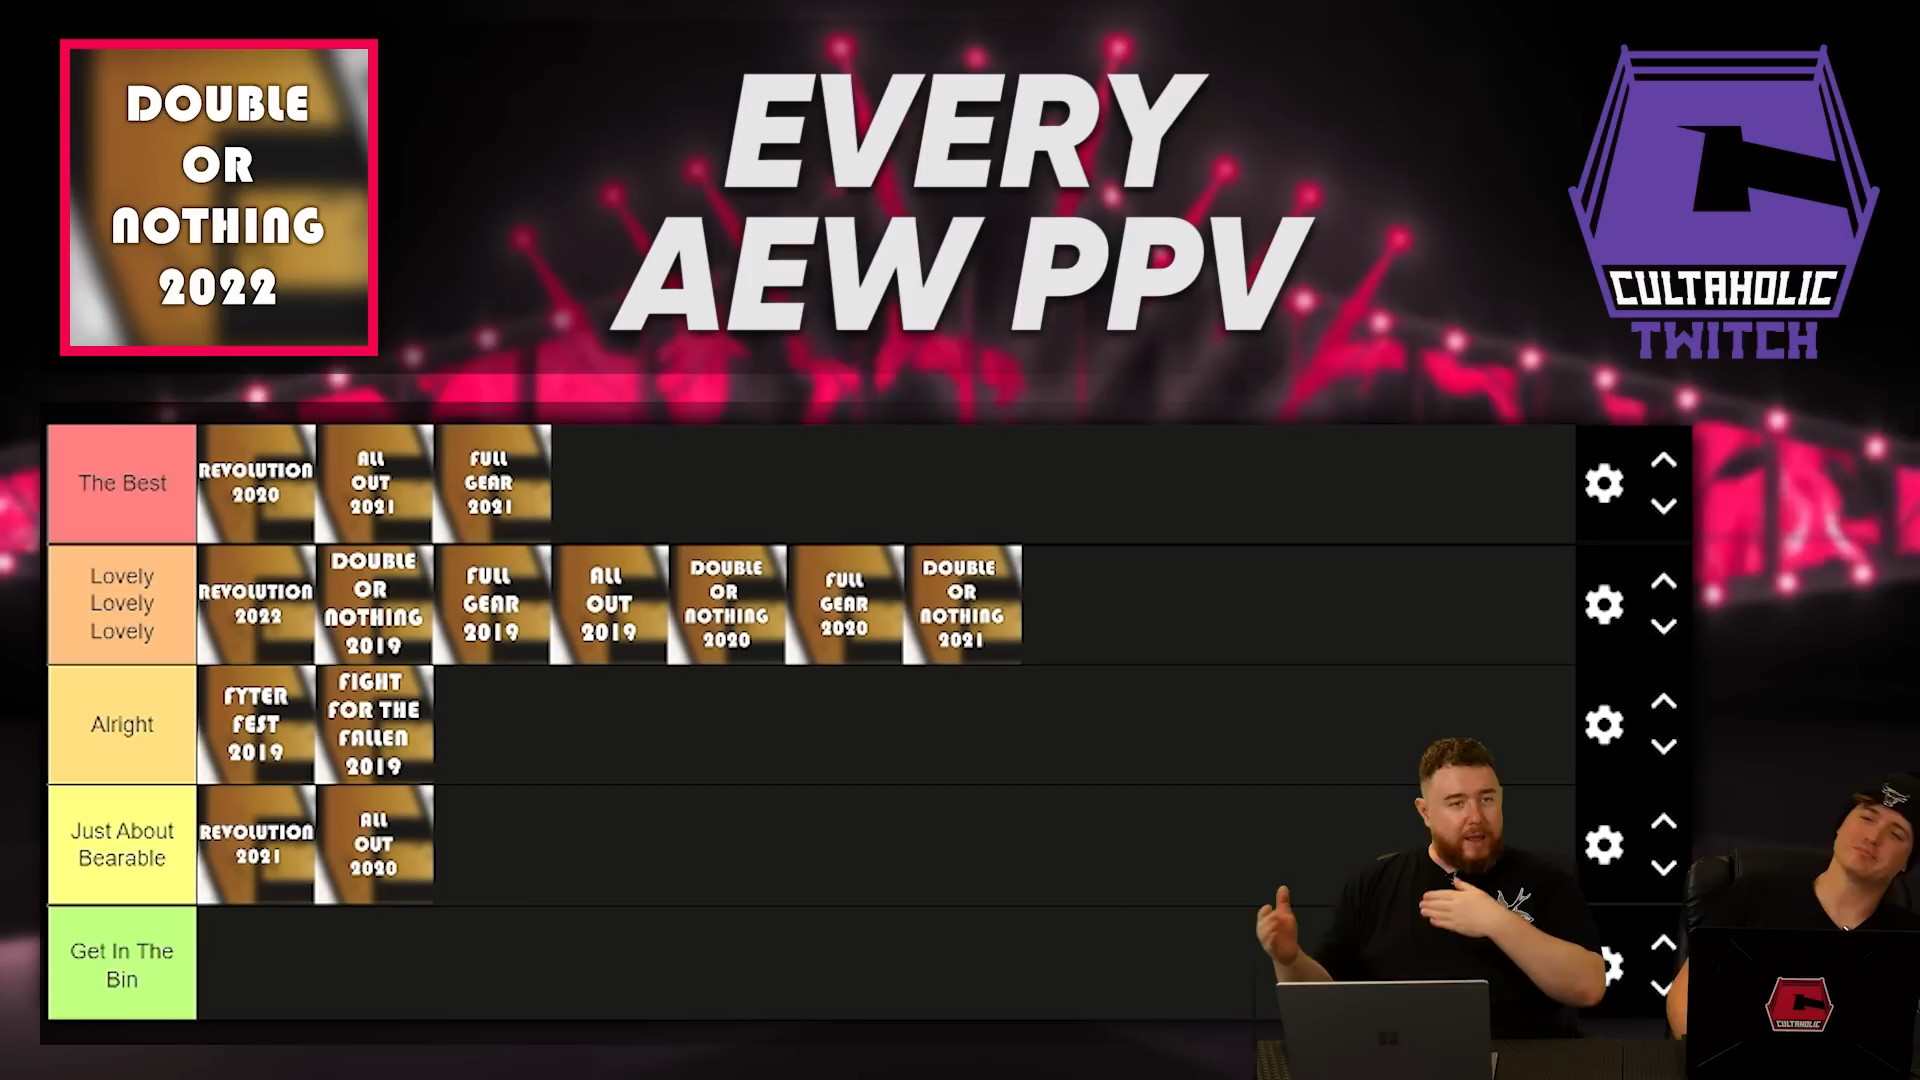 DOUBLE
OR
NOTHING
2022
EVERY
AEW PPV
CULTAHOLIC
TWITCH
The Best
REVOLUTION
2020
ALL
OUT
2021
FULL
GEAR
2021
Lovely
Lovely
Lovely
REVOLUTION
2022
DOUBLE
OR
NOTHING
2019
FULL
GEAR
2019
ALL
OUT
2019
DOUBLE
OR
NOTHING
2020
FULL
GEAR
2020
DOUBLE
OR
NOTHING
2021
Alright
FYTER
FEST
2019
FIGHT
FOR THE
FALLEN
2019
Just About
Bearable
REVOLUTION
2021
ALL
OUT
2020
Get In The
Bin
CULTAHOLIC